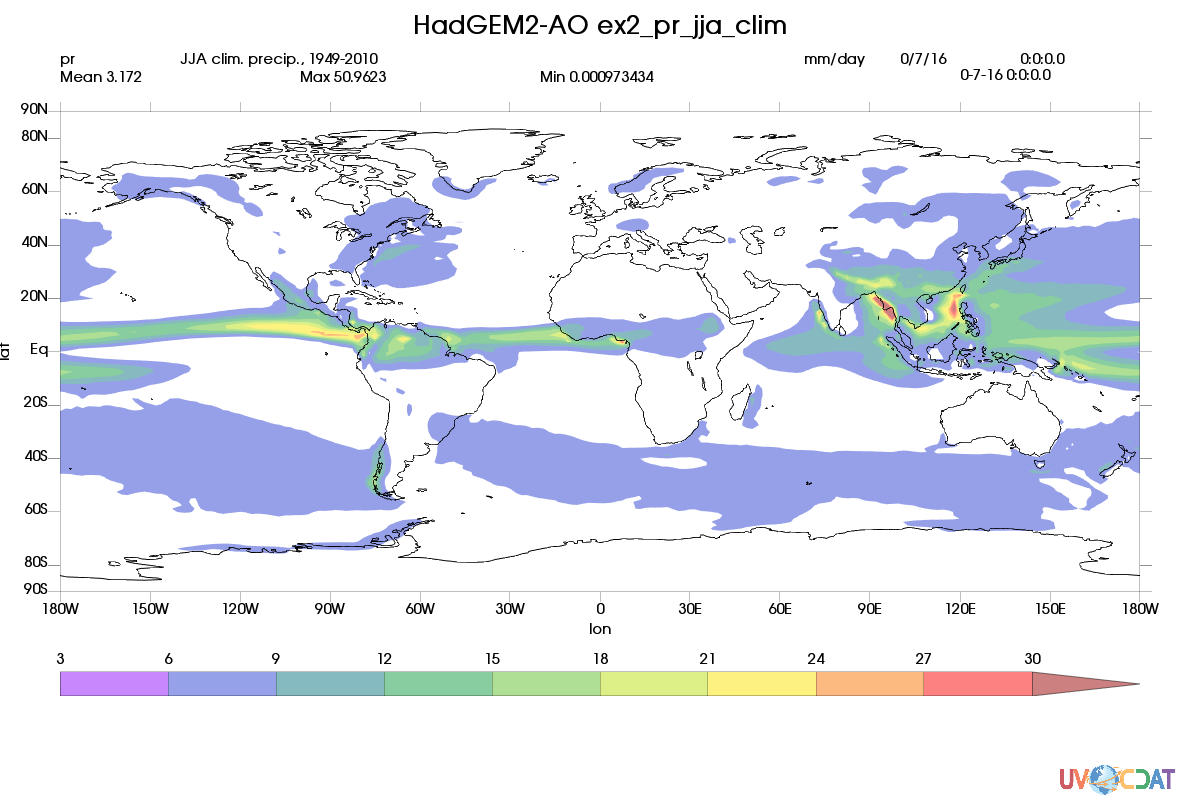 HadGEM2-AO ex2_pr_jja_clim
pr JJA clim. precip., 1949-2010 mm/day 0/7/16 0:0:0.0
Mean 3.172 Max 50.9623 Min 0.000973434 0-7-16 0:0:0.0
90N
80N
60N
40N
20N
Eq
lat
20S
40S
60S
80S
90S
180W 150W 120W 90W 60W 30W 0 30E 60E 90E 120E 150E 180W
lon
3 6 9 12 15 18 21 24 27 30
UVCDAT